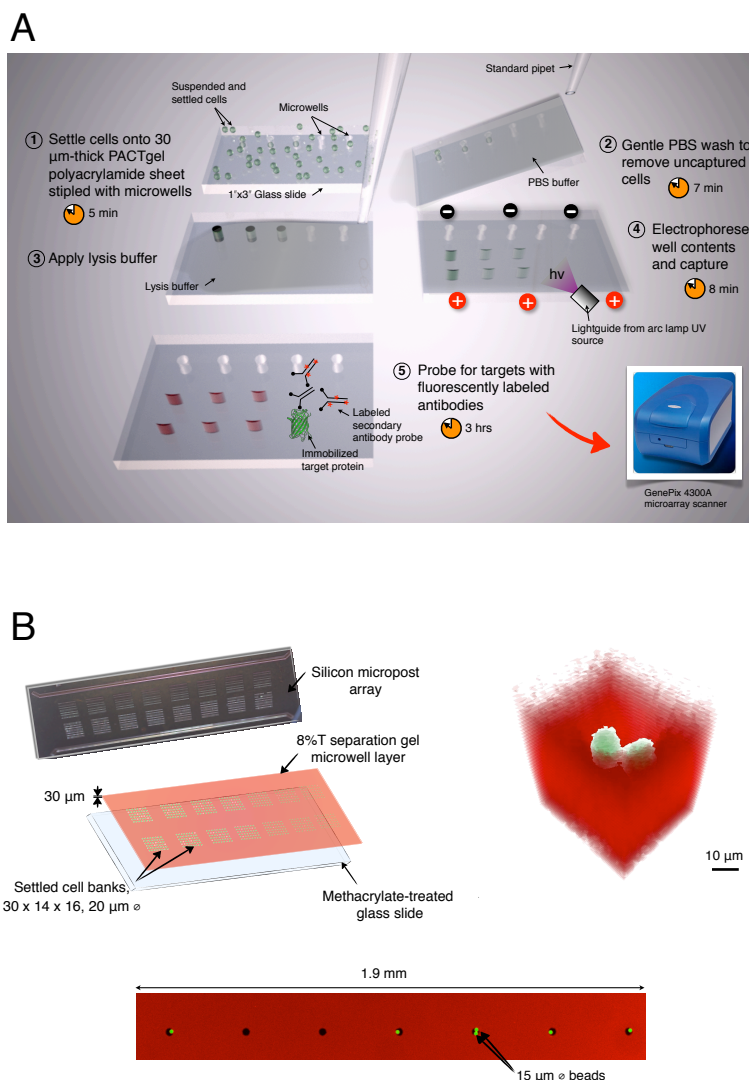 A
Suspended and
settled cells
Microwells
Standard pipet
① Settle cells onto 30
µm-thick PACTgel
polyacrylamide sheet
stipled with microwells
5 min
1"x3" Glass slide
PBS buffer
② Gentle PBS wash to
remove uncaptured
cells
7 min
③ Apply lysis buffer
Lysis buffer
④ Electrophorese
well contents
and capture
8 min
− − −
+ + +
hν
Lightguide from arc lamp UV
source
⑤ Probe for targets with
fluorescently labeled
antibodies
3 hrs
Labeled
secondary
antibody probe
Immobilized
target protein
GenePix 4300A
microarray scanner
B
Silicon micropost
array
8%T separation gel
microwell layer
30 µm
Settled cell banks,
30 x 14 x 16, 20 µm ⌀
Methacrylate-treated
glass slide
10 µm
1.9 mm
15 µm ⌀ beads